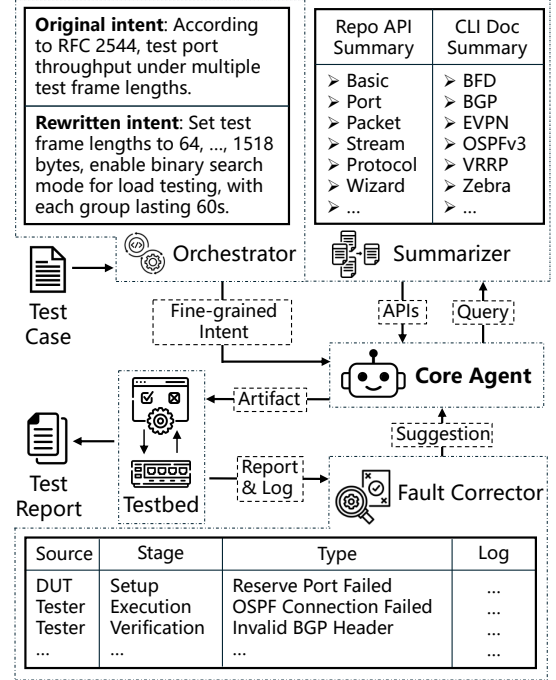 Original intent: According
to RFC 2544, test port
throughput under multiple
test frame lengths.
Rewritten intent: Set test
frame lengths to 64, ..., 1518
bytes, enable binary search
mode for load testing, with
each group lasting 60s.
Repo API
Summary
➢ Basic
➢ Port
➢ Packet
➢ Stream
➢ Protocol
➢ Wizard
➢ ...
CLI Doc
Summary
➢ BFD
➢ BGP
➢ EVPN
➢ OSPFv3
➢ VRRP
➢ Zebra
➢ ...
Orchestrator
Summarizer
Test
Case
Fine-grained
Intent
APIs
Query
Core Agent
Artifact
Suggestion
Test
Report
Testbed
Report
& Log
Fault Corrector
Source Stage Type Log
DUT Setup Reserve Port Failed ...
Tester Execution OSPF Connection Failed ...
Tester Verification Invalid BGP Header ...
... ... ... ...